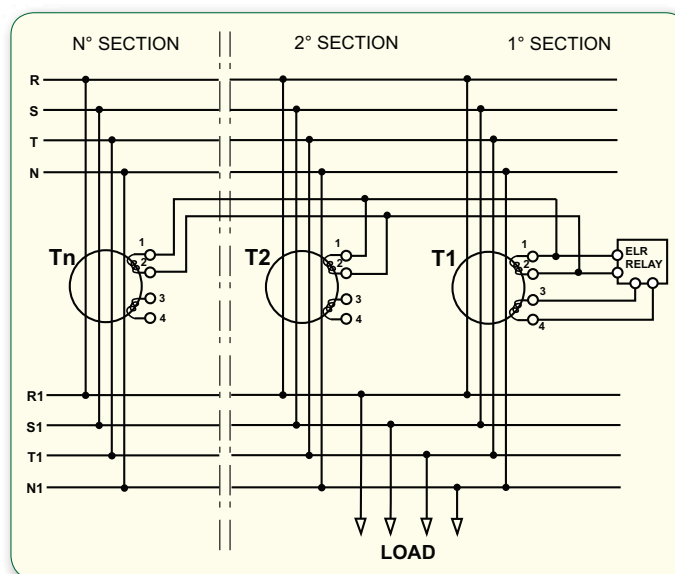 N° SECTION 2° SECTION 1° SECTION
R
S
T
N
Tn 1 2 3 4
T2 1 2 3 4
T1 1 2 3 4
ELR
RELAY
R1
S1
T1
N1
LOAD